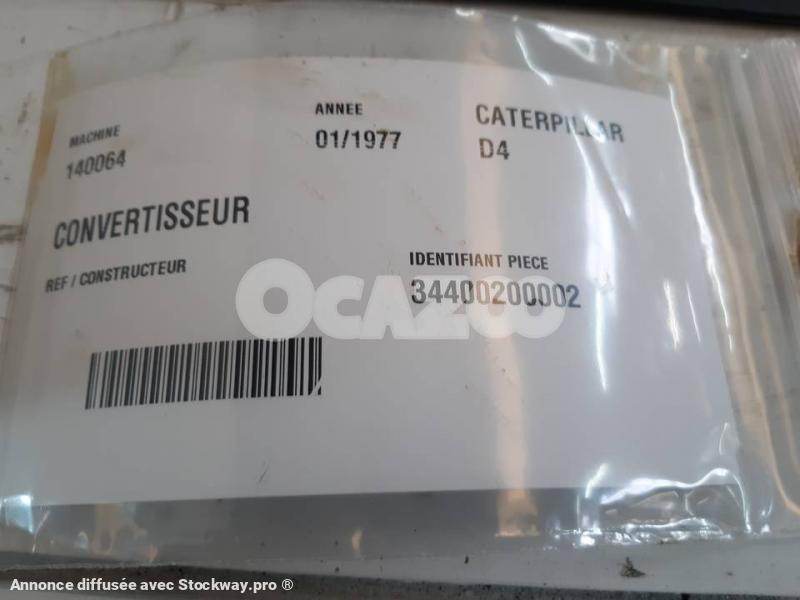 MACHINE
140064
ANNEE
01/1977
CATERPILLAR
D4
CONVERTISSEUR
REF / CONSTRUCTEUR
IDENTIFIANT PIECE
34400200002
OCAZOO
Annonce diffusée avec Stockway.pro ®